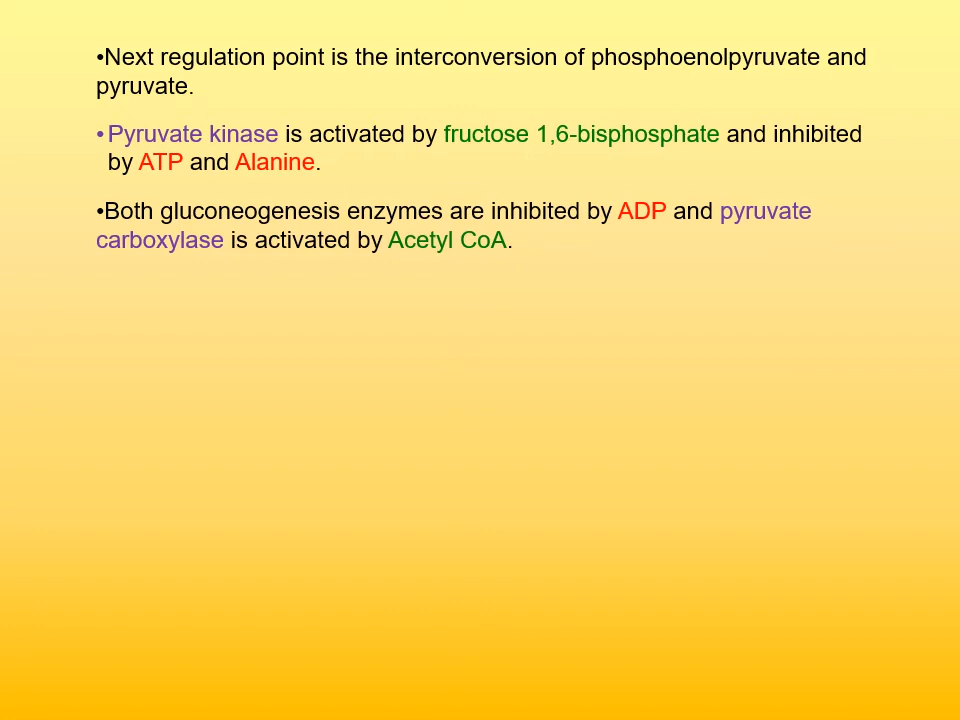 •Next regulation point is the interconversion of phosphoenolpyruvate and
pyruvate.
•Pyruvate kinase is activated by fructose 1,6-bisphosphate and inhibited
by ATP and Alanine.
•Both gluconeogenesis enzymes are inhibited by ADP and pyruvate
carboxylase is activated by Acetyl CoA.